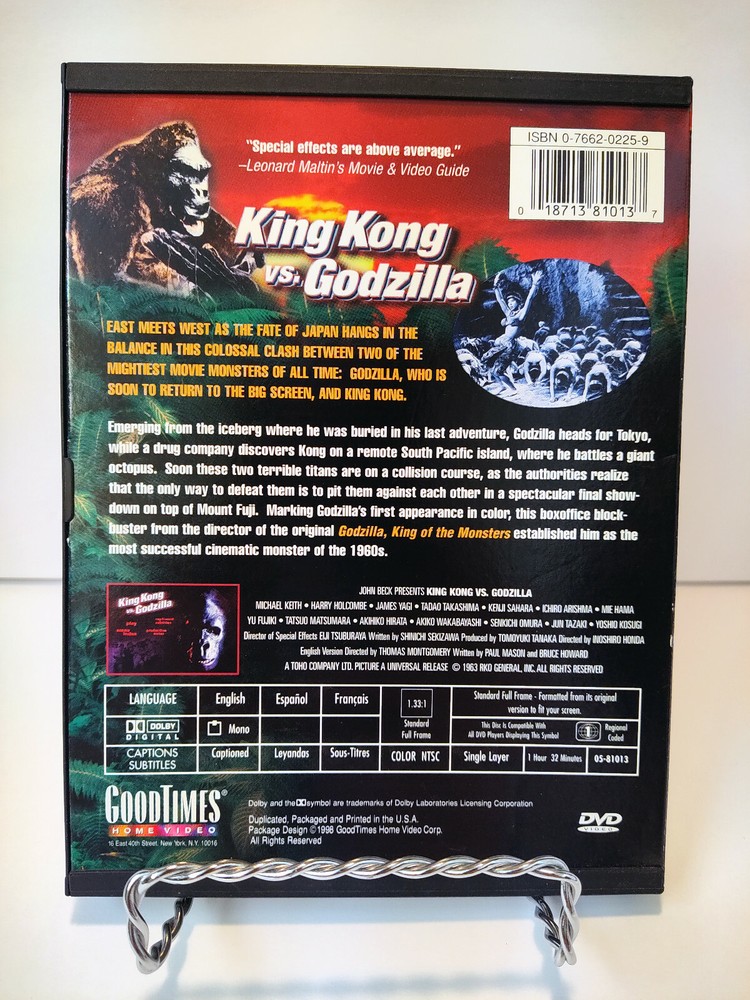 "Special effects are above average."
–Leonard Maltin's Movie & Video Guide
ISBN 0-7662-0225-9
0 18713 81013 7
King Kong
vs. Godzilla
EAST MEETS WEST AS THE FATE OF JAPAN HANGS IN THE
BALANCE IN THIS COLOSSAL CLASH BETWEEN TWO OF THE
MIGHTIEST MOVIE MONSTERS OF ALL TIME: GODZILLA, WHO IS
SOON TO RETURN TO THE BIG SCREEN, AND KING KONG.
Emerging from the iceberg where he was buried in his last adventure, Godzilla heads for Tokyo,
while a drug company discovers Kong on a remote South Pacific island, where he battles a giant
octopus. Soon these two terrible titans are on a collision course, as the authorities realize
that the only way to defeat them is to pit them against each other in a spectacular final show-
down on top of Mount Fuji. Marking Godzilla's first appearance in color, this boxoffice block-
buster from the director of the original Godzilla, King of the Monsters established him as the
most successful cinematic monster of the 1960s.
King Kong
vs. Godzilla
play
JOHN BECK PRESENTS KING KONG VS. GODZILLA
MICHAEL KEITH • HARRY HOLCOMBE • JAMES YAGI • TADAO TAKASHIMA • KENJI SAHARA • ICHIRO ARISHMA • MIE HAMA
YU FUJIKI • TATSUO MATSUMARA • AKIHIKO HIRATA • AKIKO WAKABAYASHI • SENKICHI OMURA • JUN TAZAKI • YOSHIO KOSUGI
Director of Special Effects EIJI TSUBURAYA Written by SHINICHI SEKIZAWA Produced by TOMOYUKI TANAKA Directed by INOSHIRO HONDA
English Version Directed by THOMAS MONTGOMERY Written by PAUL MASON and BRUCE HOWARD
A TOHO COMPANY LTD. PICTURE A UNIVERSAL RELEASE © 1963 RKO GENERAL, INC. ALL RIGHTS RESERVED
LANGUAGE English Español Français
1.33:1
Standard
Full Frame
Standard Full Frame - Formatted from its original
version to fit your screen.
DOLBY
DIGITAL
Mono
This Disc Is Compatible With
All DVD Players Displaying This Symbol
1
Regional
Coded
CAPTIONS
SUBTITLES
Captioned Leyandas Sous-Titres COLOR NTSC Single Layer 1 Hour 32 Minutes 05-81013
GOODTIMES®
HOME VIDEO
16 East 40th Street. New York, N.Y. 10016
Dolby and the symbol are trademarks of Dolby Laboratories Licensing Corporation
Duplicated, Packaged and Printed in the U.S.A.
Package Design ©1998 GoodTimes Home Video Corp.
All Rights Reserved
DVD
VIDEO